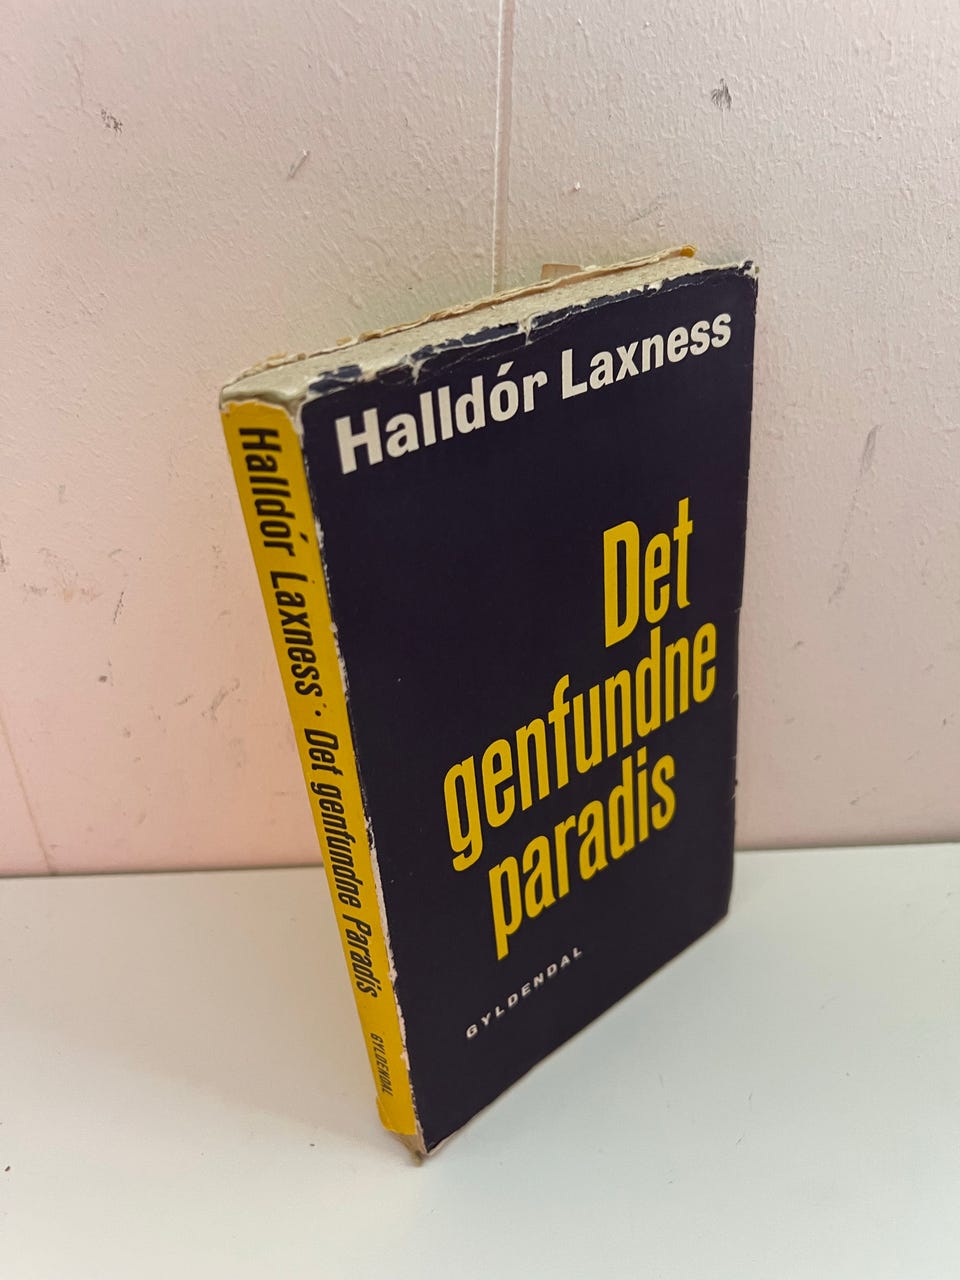 Halldór Laxness
Det
genfundne
paradis
GYLDENDAL
Halldór Laxness · Det genfundne Paradis GYLDENDAL